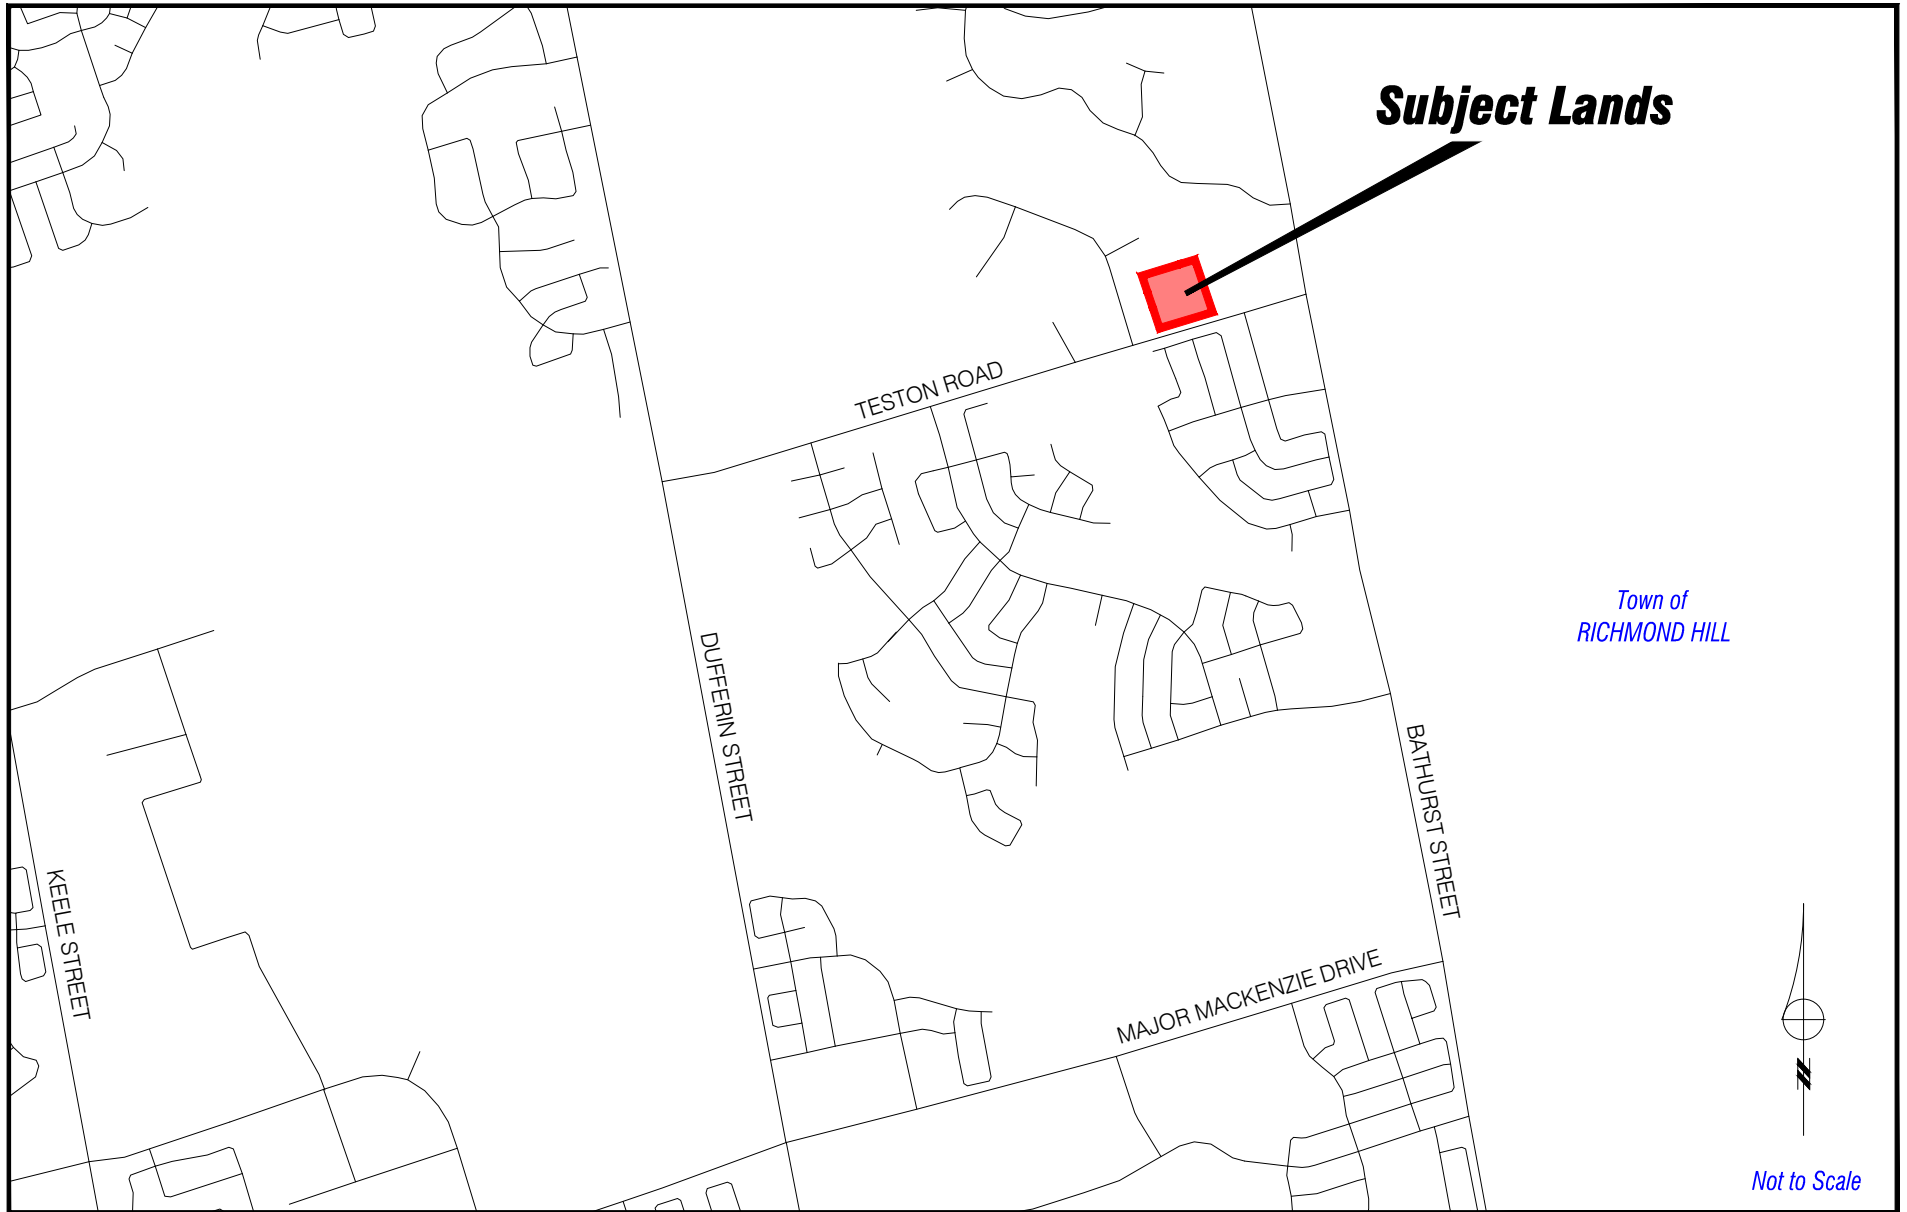 Subject Lands
TESTON ROAD
Town of
RICHMOND HILL
DUFFERIN STREET
BATHURST STREET
KEELE STREET
MAJOR MACKENZIE DRIVE
N
Not to Scale